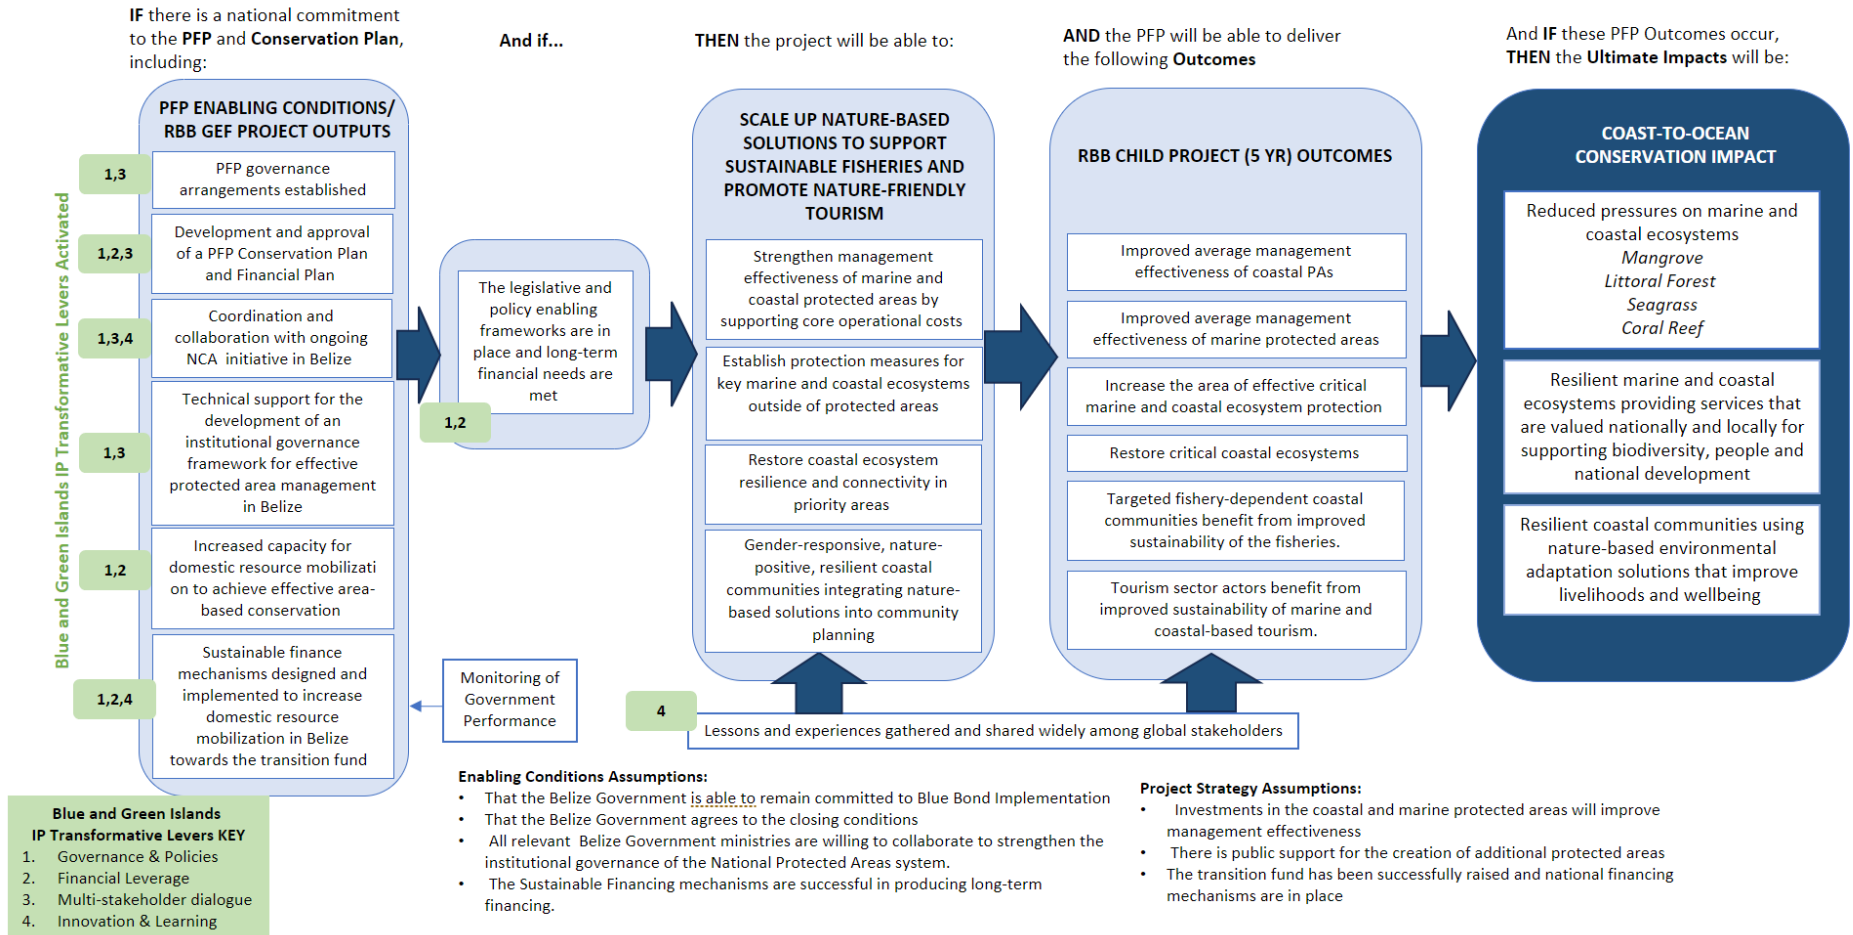 IF there is a national commitment
to the PFP and Conservation Plan,
including:
PFP ENABLING CONDITIONS/
RBB GEF PROJECT OUTPUTS
Blue and Green Islands IP Transformative Levers Activated
1,3
PFP governance
arrangements established
1,2,3
Development and approval
of a PFP Conservation Plan
and Financial Plan
1,3,4
Coordination and
collaboration with ongoing
NCA initiative in Belize
1,3
Technical support for the
development of an
institutional governance
framework for effective
protected area management
in Belize
1,2
Increased capacity for
domestic resource mobilizati
on to achieve effective area-
based conservation
1,2,4
Sustainable finance
mechanisms designed and
implemented to increase
domestic resource
mobilization in Belize
towards the transition fund
Monitoring of
Government
Performance
And if...
The legislative and
policy enabling
frameworks are in
place and long-term
financial needs are
met
1,2
THEN the project will be able to:
SCALE UP NATURE-BASED
SOLUTIONS TO SUPPORT
SUSTAINABLE FISHERIES AND
PROMOTE NATURE-FRIENDLY
TOURISM
Strengthen management
effectiveness of marine and
coastal protected areas by
supporting core operational costs
Establish protection measures for
key marine and coastal ecosystems
outside of protected areas
Restore coastal ecosystem
resilience and connectivity in
priority areas
Gender-responsive, nature-
positive, resilient coastal
communities integrating nature-
based solutions into community
planning
AND the PFP will be able to deliver
the following Outcomes
RBB CHILD PROJECT (5 YR) OUTCOMES
Improved average management
effectiveness of coastal PAs
Improved average management
effectiveness of marine protected areas
Increase the area of effective critical
marine and coastal ecosystem protection
Restore critical coastal ecosystems
Targeted fishery-dependent coastal
communities benefit from improved
sustainability of the fisheries.
Tourism sector actors benefit from
improved sustainability of marine and
coastal-based tourism.
4
Lessons and experiences gathered and shared widely among global stakeholders
And IF these PFP Outcomes occur,
THEN the Ultimate Impacts will be:
COAST-TO-OCEAN
CONSERVATION IMPACT
Reduced pressures on marine and
coastal ecosystems
Mangrove
Littoral Forest
Seagrass
Coral Reef
Resilient marine and coastal
ecosystems providing services that
are valued nationally and locally for
supporting biodiversity, people and
national development
Resilient coastal communities using
nature-based environmental
adaptation solutions that improve
livelihoods and wellbeing
Blue and Green Islands
IP Transformative Levers KEY
1. Governance & Policies
2. Financial Leverage
3. Multi-stakeholder dialogue
4. Innovation & Learning
Enabling Conditions Assumptions:
• That the Belize Government is able to remain committed to Blue Bond Implementation
• That the Belize Government agrees to the closing conditions
• All relevant Belize Government ministries are willing to collaborate to strengthen the
institutional governance of the National Protected Areas system.
• The Sustainable Financing mechanisms are successful in producing long-term
financing.
Project Strategy Assumptions:
• Investments in the coastal and marine protected areas will improve
management effectiveness
• There is public support for the creation of additional protected areas
• The transition fund has been successfully raised and national financing
mechanisms are in place